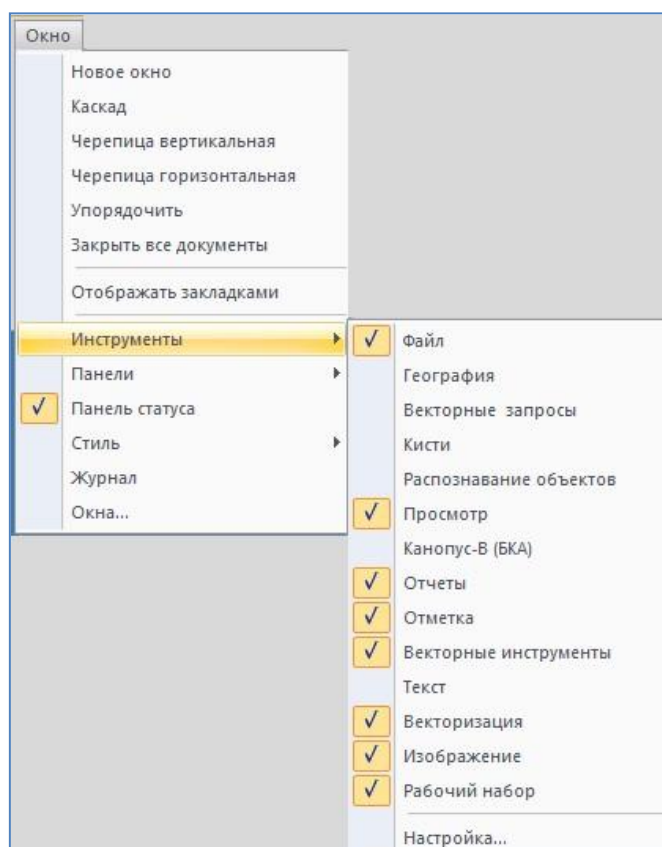 Окно
Новое окно
Каскад
Черепица вертикальная
Черепица горизонтальная
Упорядочить
Закрыть все документы
Отображать закладками
Инструменты
Панели
Панель статуса
Стиль
Журнал
Окна...
Файл
География
Векторные запросы
Кисти
Распознавание объектов
Просмотр
Канопус-В (БКА)
Отчеты
Отметка
Векторные инструменты
Текст
Векторизация
Изображение
Рабочий набор
Настройка...